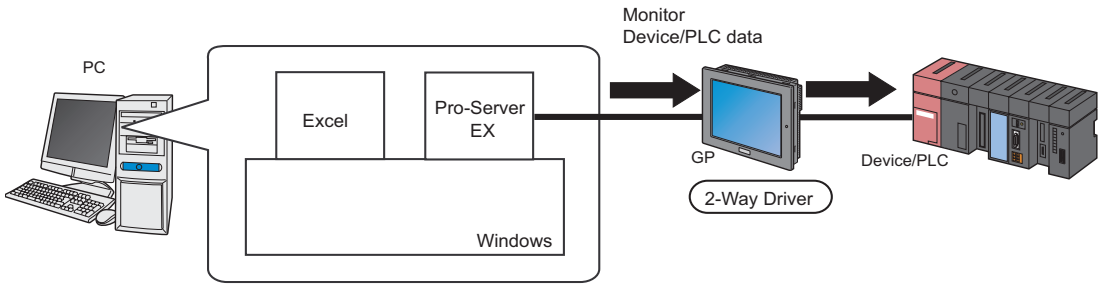 Monitor
Device/PLC data
PC
Excel
Pro-Server
EX
GP
Device/PLC
2-Way Driver
Windows